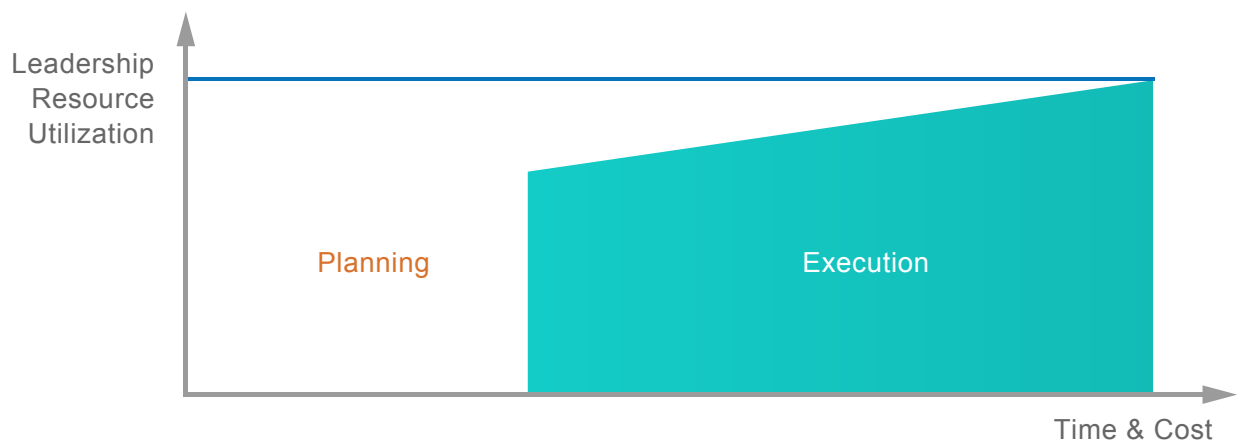 Leadership
Resource
Utilization
Planning
Execution
Time & Cost